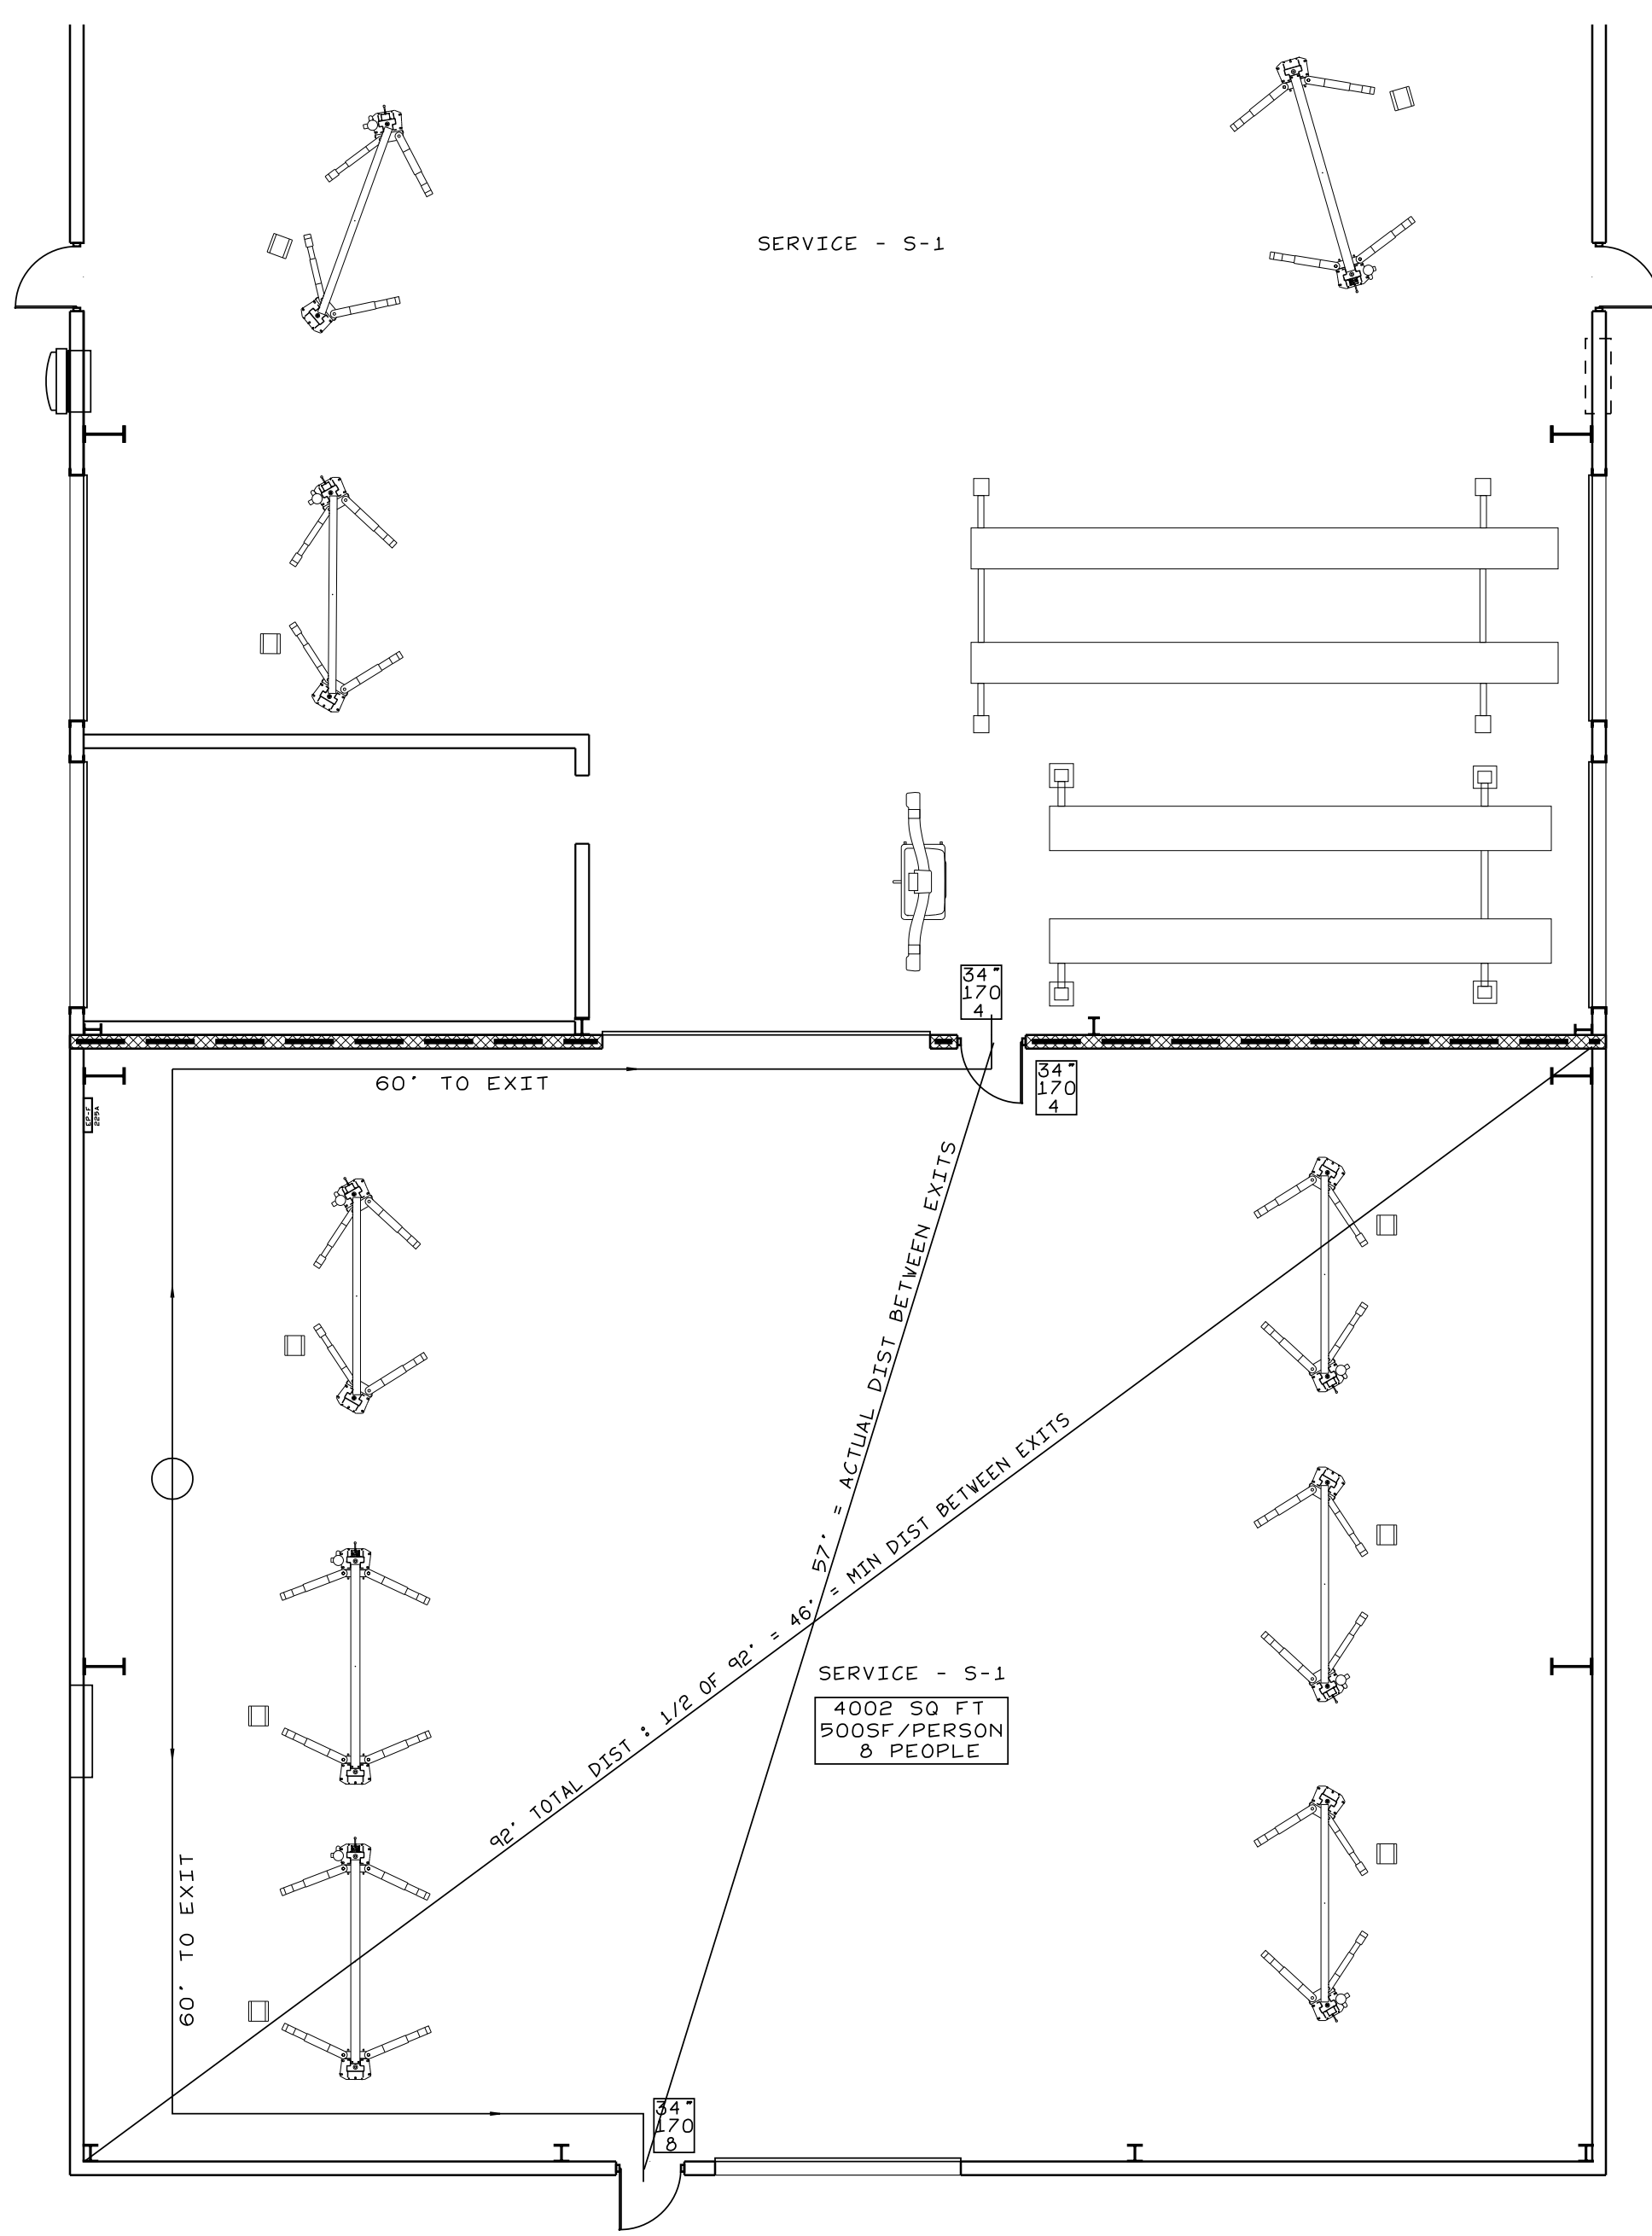 SERVICE - S-1
34"
170
4
60' TO EXIT
34"
170
4
EP-F
225A
57' = ACTUAL DIST BETWEEN EXITS
92' TOTAL DIST : 1/2 OF 92' = 46' = MIN DIST BETWEEN EXITS
SERVICE - S-1
4002 SQ FT
500SF/PERSON
8 PEOPLE
60' TO EXIT
34"
170
8